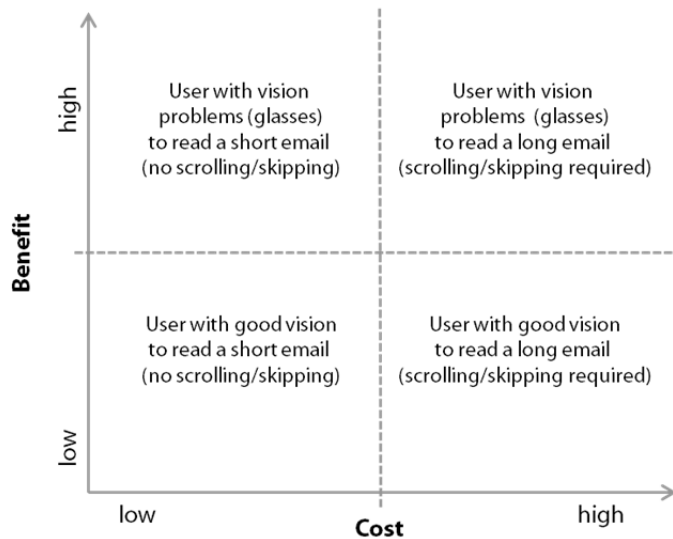 high
User with vision
problems (glasses)
to read a short email
(no scrolling/skipping)
User with vision
problems (glasses)
to read a long email
(scrolling/skipping required)
Benefit
User with good vision
to read a short email
(no scrolling/skipping)
User with good vision
to read a long email
(scrolling/skipping required)
low
low
Cost
high